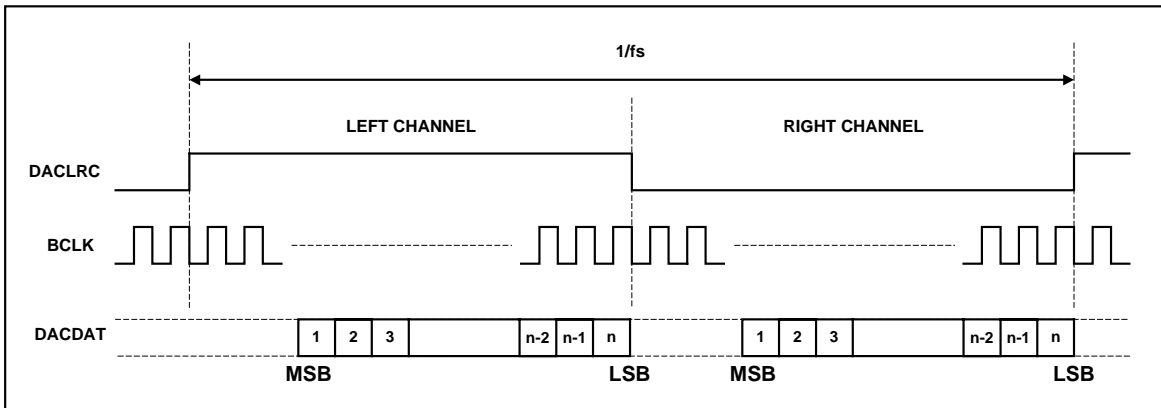 1/fs
LEFT CHANNEL RIGHT CHANNEL
DACLRC
BCLK
DACDAT 1 2 3 n-2 n-1 n 1 2 3 n-2 n-1 n
MSB LSB MSB LSB